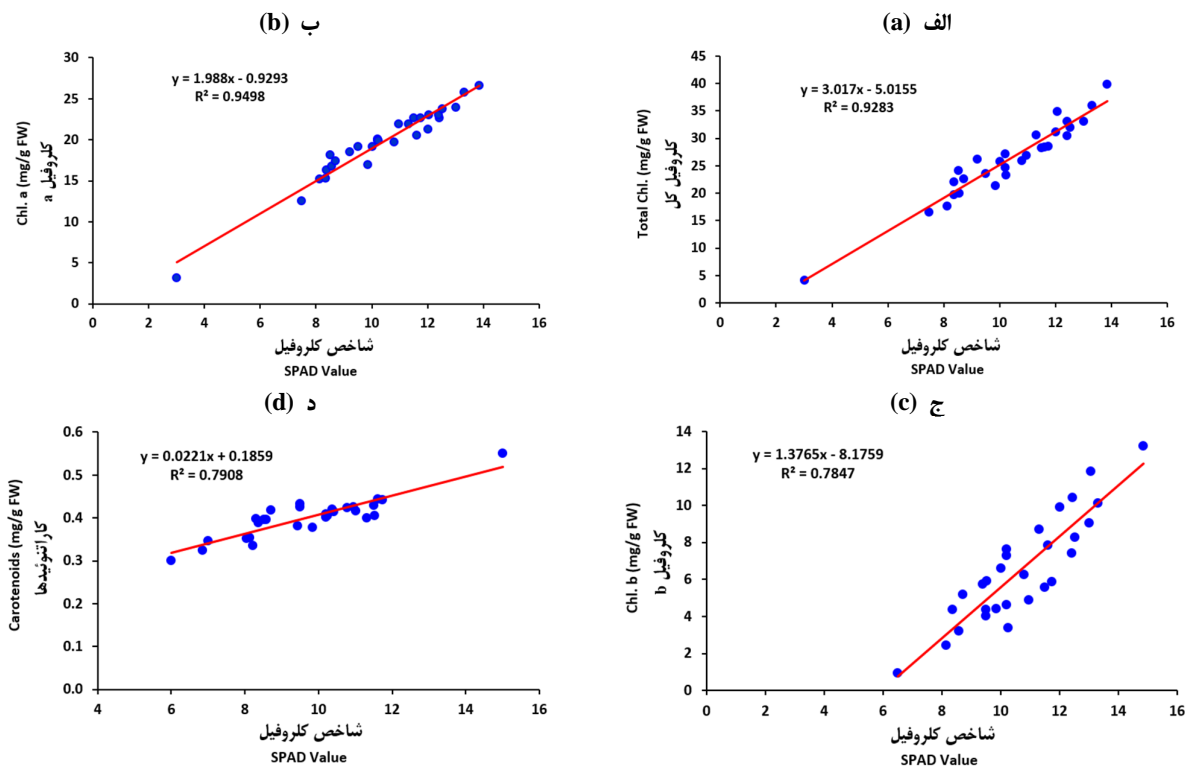 الف (a)
45
40
35
30
25
20
15
10
5
0
y = 3.017x - 5.0155
R² = 0.9283
Total Chl. (mg/g FW)
کلروفیل کل
0 2 4 6 8 10 12 14 16
شاخص کلروفیل
SPAD Value
ب (b)
30
25
20
15
10
5
0
y = 1.988x - 0.9293
R² = 0.9498
Chl. a (mg/g FW)
کلروفیل a
0 2 4 6 8 10 12 14 16
شاخص کلروفیل
SPAD Value
ج (c)
14
12
10
8
6
4
2
0
y = 1.3765x - 8.1759
R² = 0.7847
Chl. b (mg/g FW)
کلروفیل b
0 2 4 6 8 10 12 14 16
شاخص کلروفیل
SPAD Value
د (d)
0.6
0.5
0.4
0.3
0.2
0.1
0.0
y = 0.0221x + 0.1859
R² = 0.7908
Carotenoids (mg/g FW)
کاراتنوئیدها
4 6 8 10 12 14 16
شاخص کلروفیل
SPAD Value